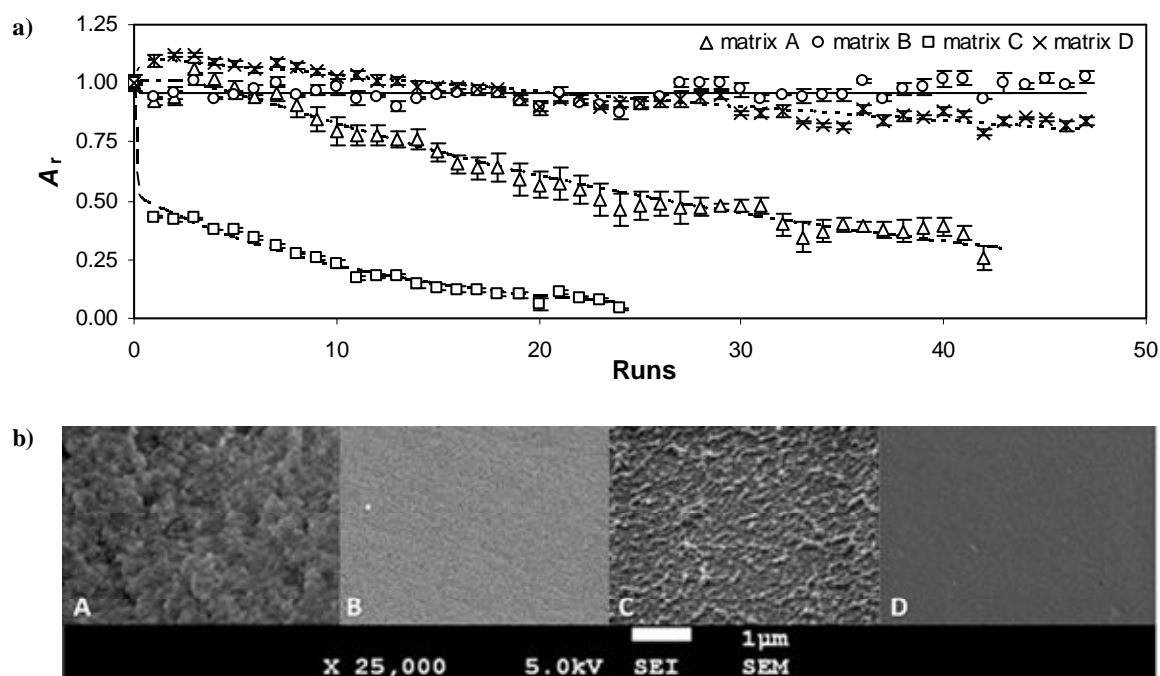 a)
1.25
1.00
0.75
0.50
0.25
0.00
Ar
△ matrix A ○ matrix B □ matrix C × matrix D
0 10 20 30 40 50
Runs
b)
A B C D
1µm
X 25,000 5.0kV SEI SEM